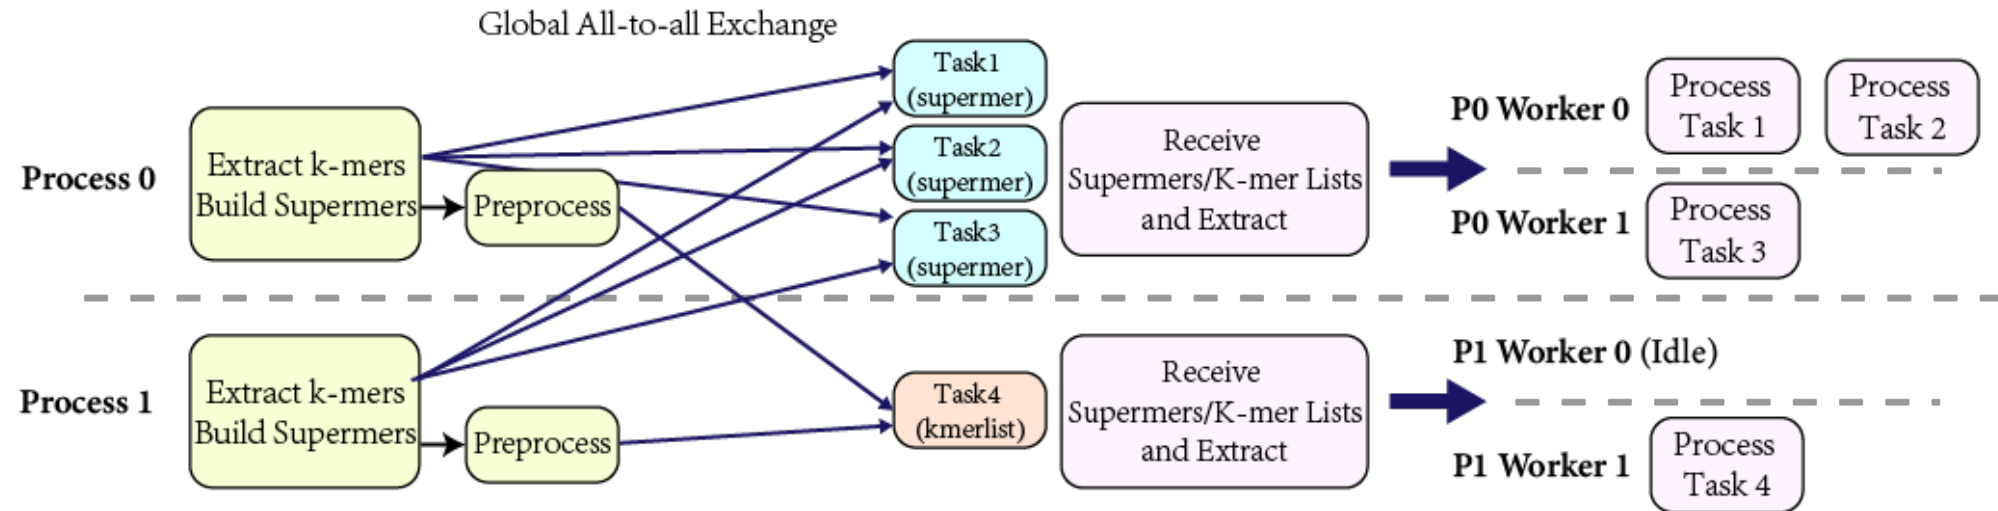 Global All-to-all Exchange
Process 0
Extract k-mers
Build Supermers
Preprocess
Task1
(supermer)
Task2
(supermer)
Task3
(supermer)
Receive
Supermers/K-mer Lists
and Extract
P0 Worker 0
Process
Task 1
Process
Task 2
P0 Worker 1
Process
Task 3
Process 1
Extract k-mers
Build Supermers
Preprocess
Task4
(kmerlist)
Receive
Supermers/K-mer Lists
and Extract
P1 Worker 0 (Idle)
P1 Worker 1
Process
Task 4